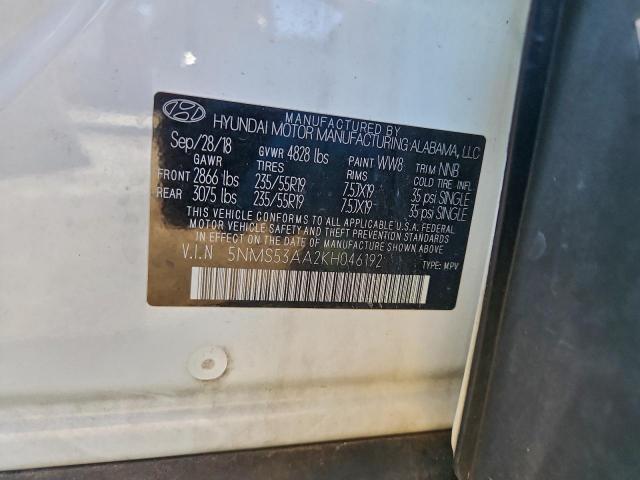 MANUFACTURED BY
HYUNDAI MOTOR MANUFACTURING ALABAMA, LLC
Sep/28/18 GVWR 4828 lbs PAINT WW8 TRIM NNB
GAWR TIRES RIMS COLD TIRE INFL
FRONT 2866 lbs 235/55R19 7.5JX19 35 psi SINGLE
REAR 3075 lbs 235/55R19 7.5JX19 35 psi SINGLE
THIS VEHICLE CONFORMS TO ALL APPLICABLE U.S.A. FEDERAL
MOTOR VEHICLE SAFETY, BUMPER, AND THEFT PREVENTION STANDARDS
IN EFFECT ON THE DATE OF MANUFACTURE SHOWN ABOVE.
V.I.N 5NMS53AA2KH046192 TYPE: MPV